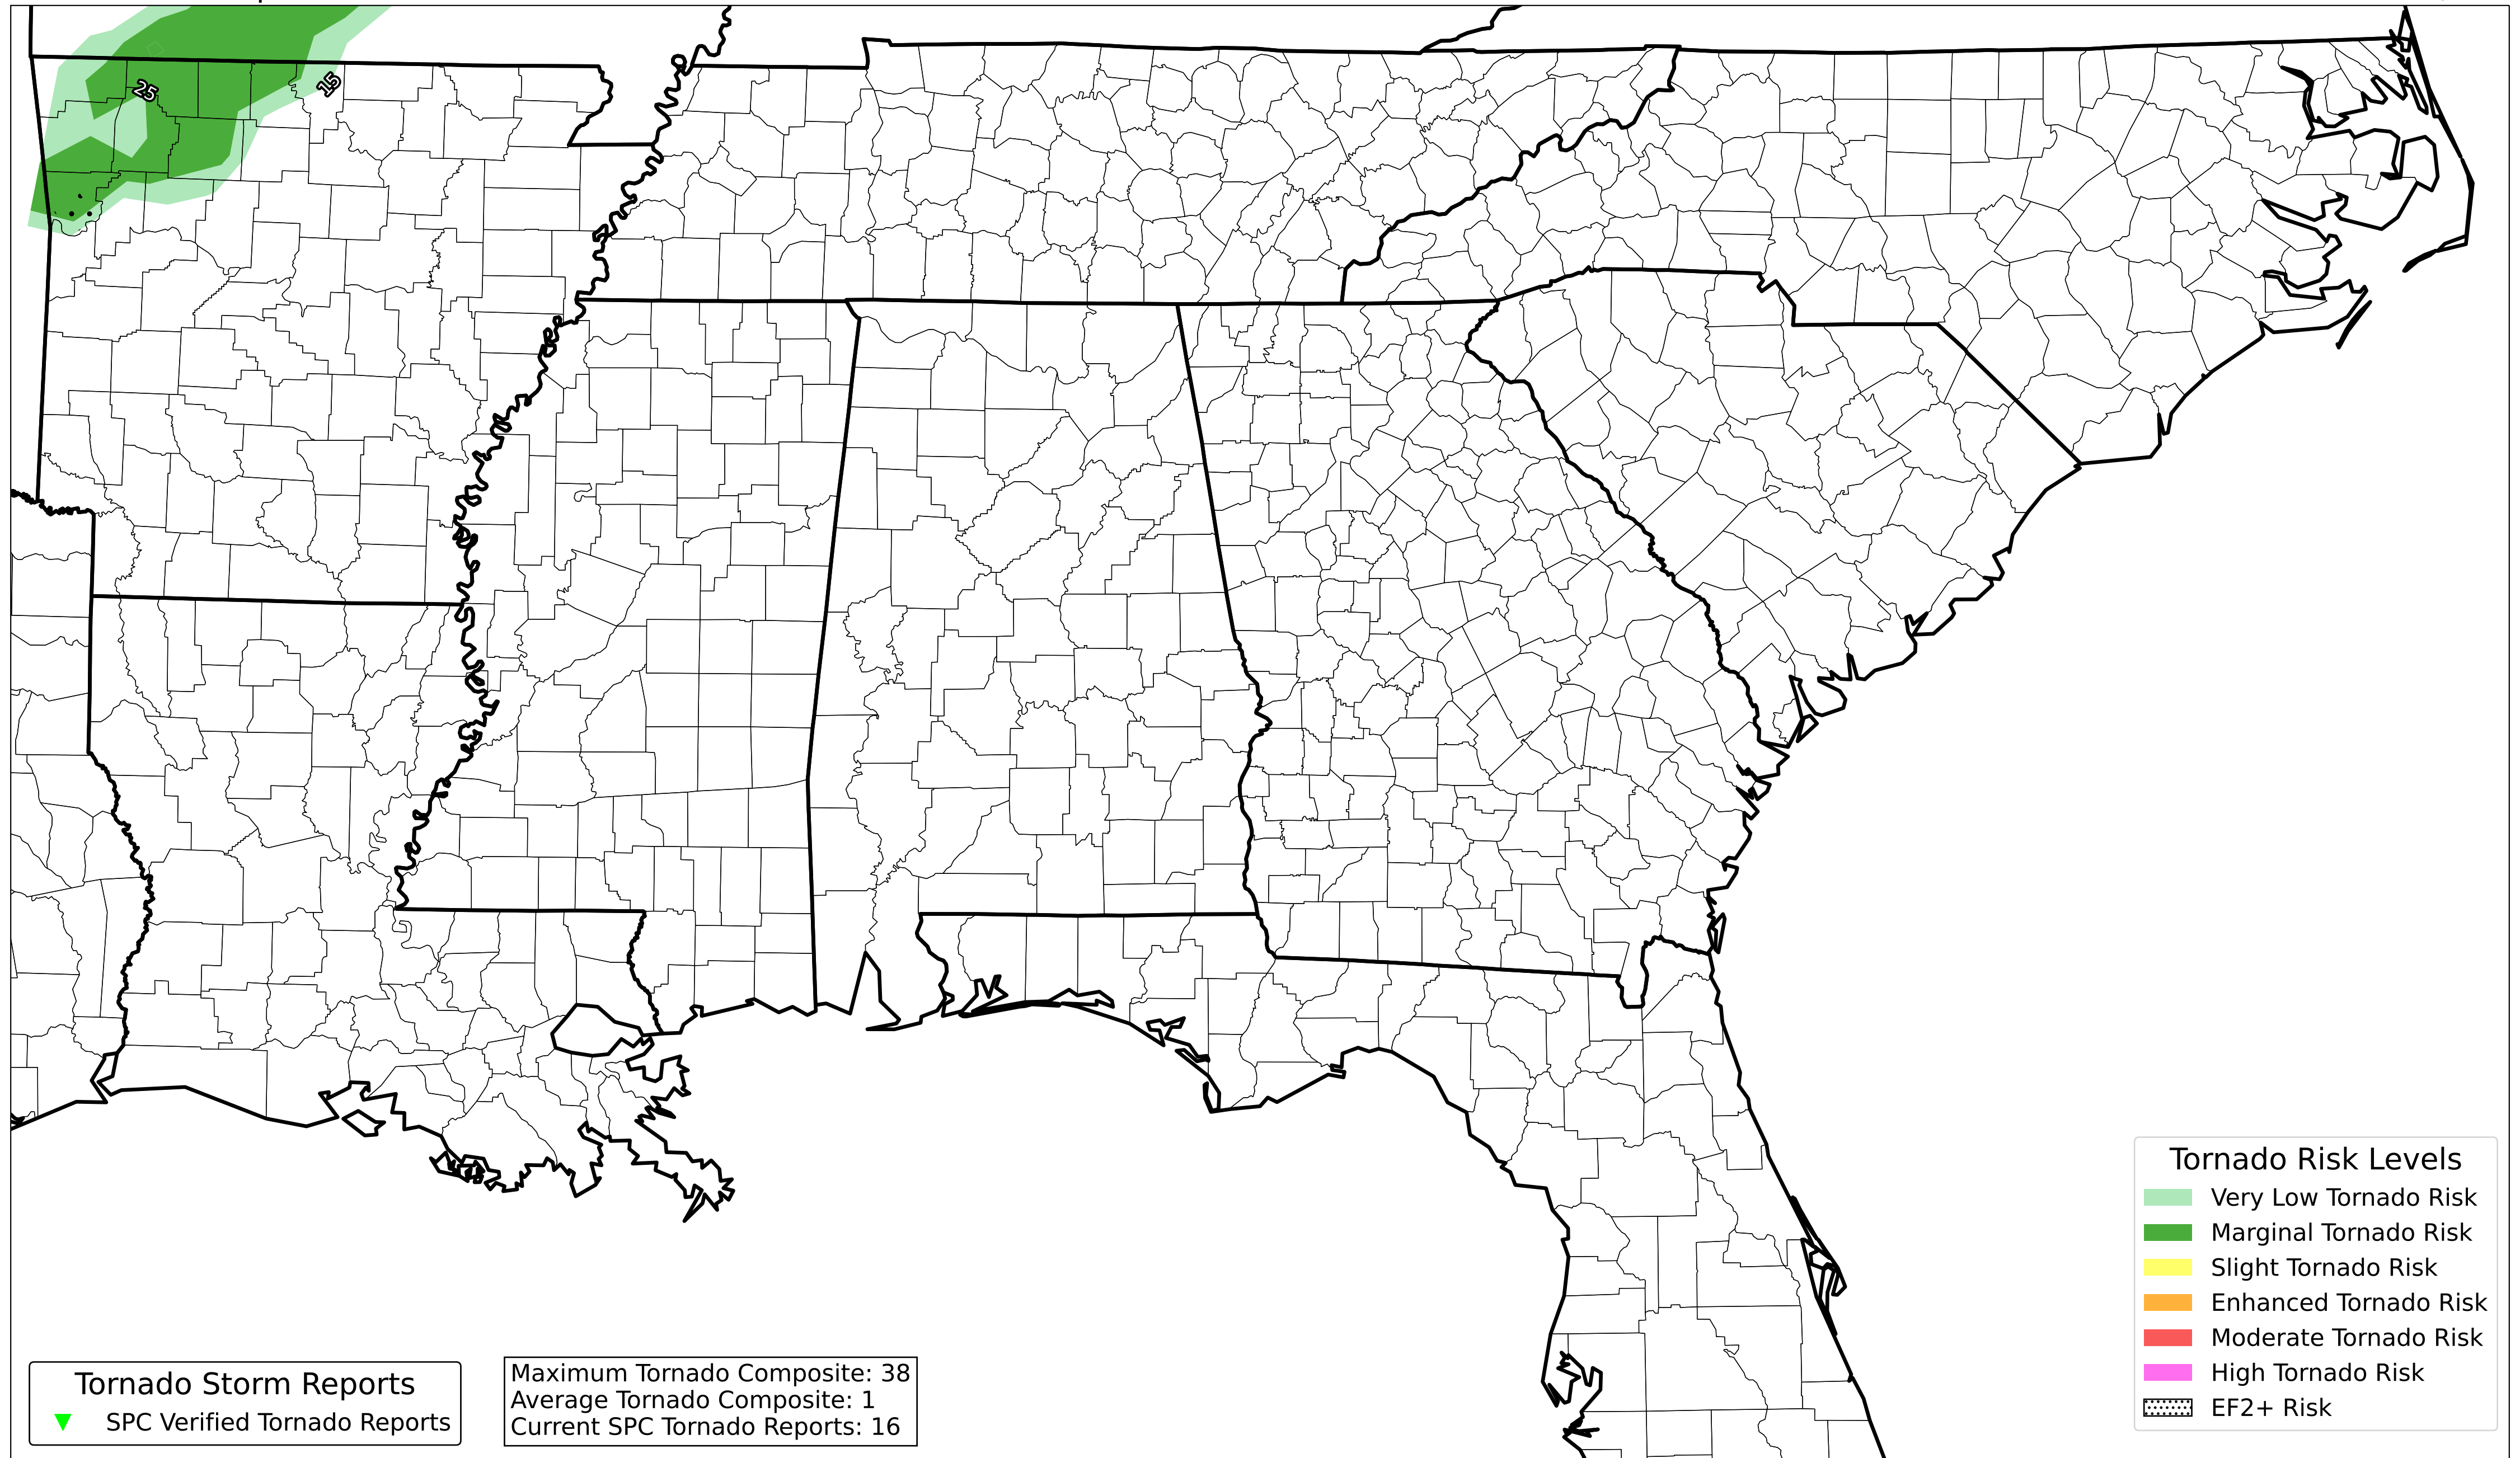 25
15
Tornado Risk Levels
Very Low Tornado Risk
Marginal Tornado Risk
Slight Tornado Risk
Enhanced Tornado Risk
Moderate Tornado Risk
High Tornado Risk
EF2+ Risk
Tornado Storm Reports
SPC Verified Tornado Reports
Maximum Tornado Composite: 38
Average Tornado Composite: 1
Current SPC Tornado Reports: 16